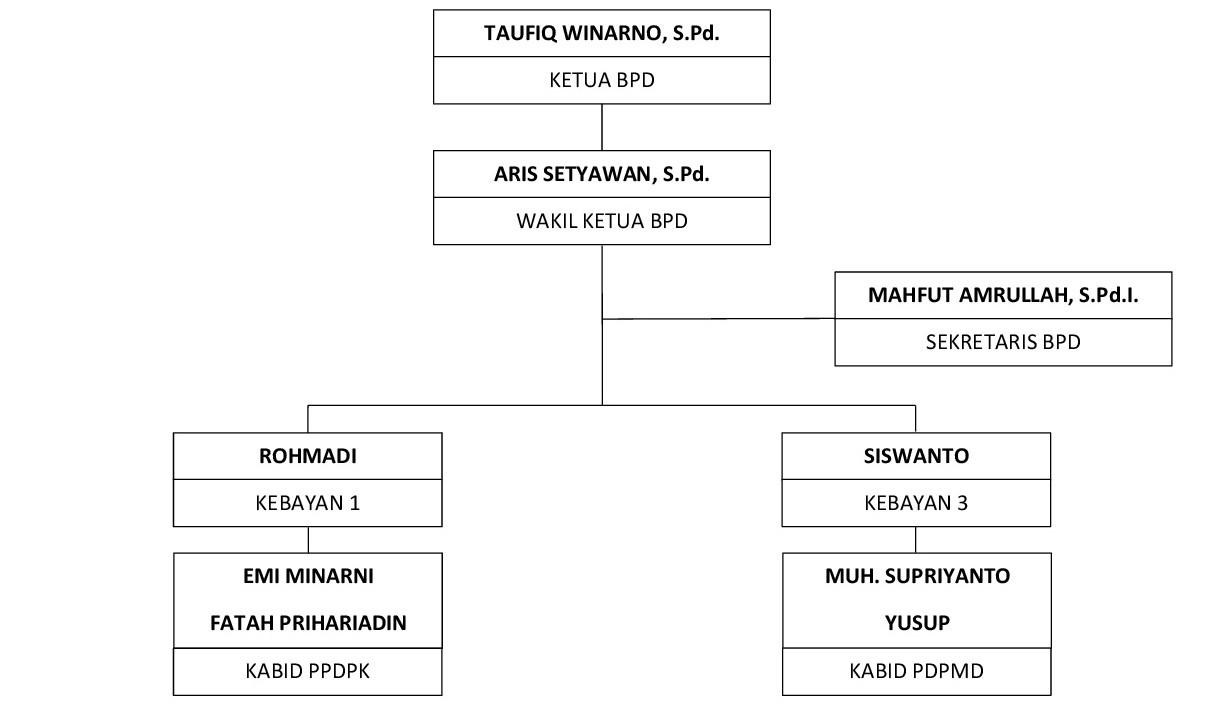 TAUFIQ WINARNO, S.Pd.
KETUA BPD
ARIS SETYAWAN, S.Pd.
WAKIL KETUA BPD
MAHFUT AMRULLAH, S.Pd.I.
SEKRETARIS BPD
ROHMADI
KEBAYAN 1
SISWANTO
KEBAYAN 3
EMI MINARNI
FATAH PRIHARIADIN
KABID PPDPK
MUH. SUPRIYANTO
YUSUP
KABID PDPMD